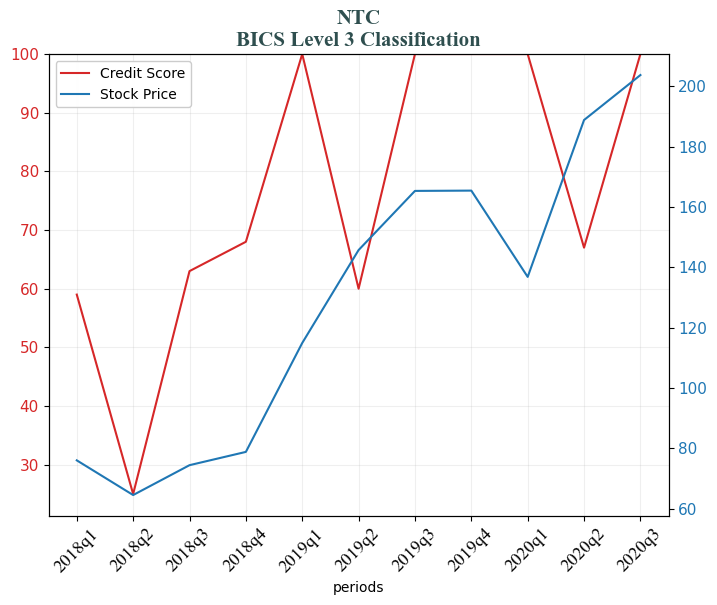 NTC
BICS Level 3 Classification
Credit Score
Stock Price
100
90
80
70
60
50
40
30
200
180
160
140
120
100
80
60
2018q1
2018q2
2018q3
2018q4
2019q1
2019q2
2019q3
2019q4
2020q1
2020q2
2020q3
periods